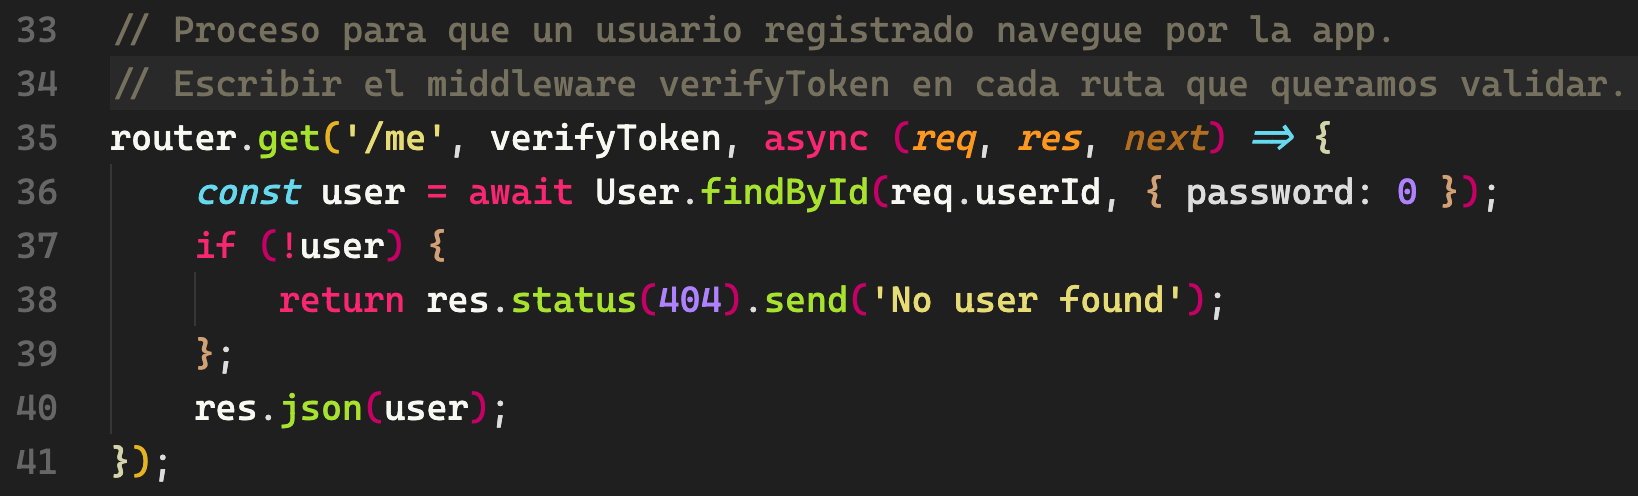 33 // Proceso para que un usuario registrado navegue por la app.
34 // Escribir el middleware verifyToken en cada ruta que queramos validar.
35 router.get('/me', verifyToken, async (req, res, next) => {
36     const user = await User.findById(req.userId, { password: 0 });
37     if (!user) {
38         return res.status(404).send('No user found');
39     };
40     res.json(user);
41 });